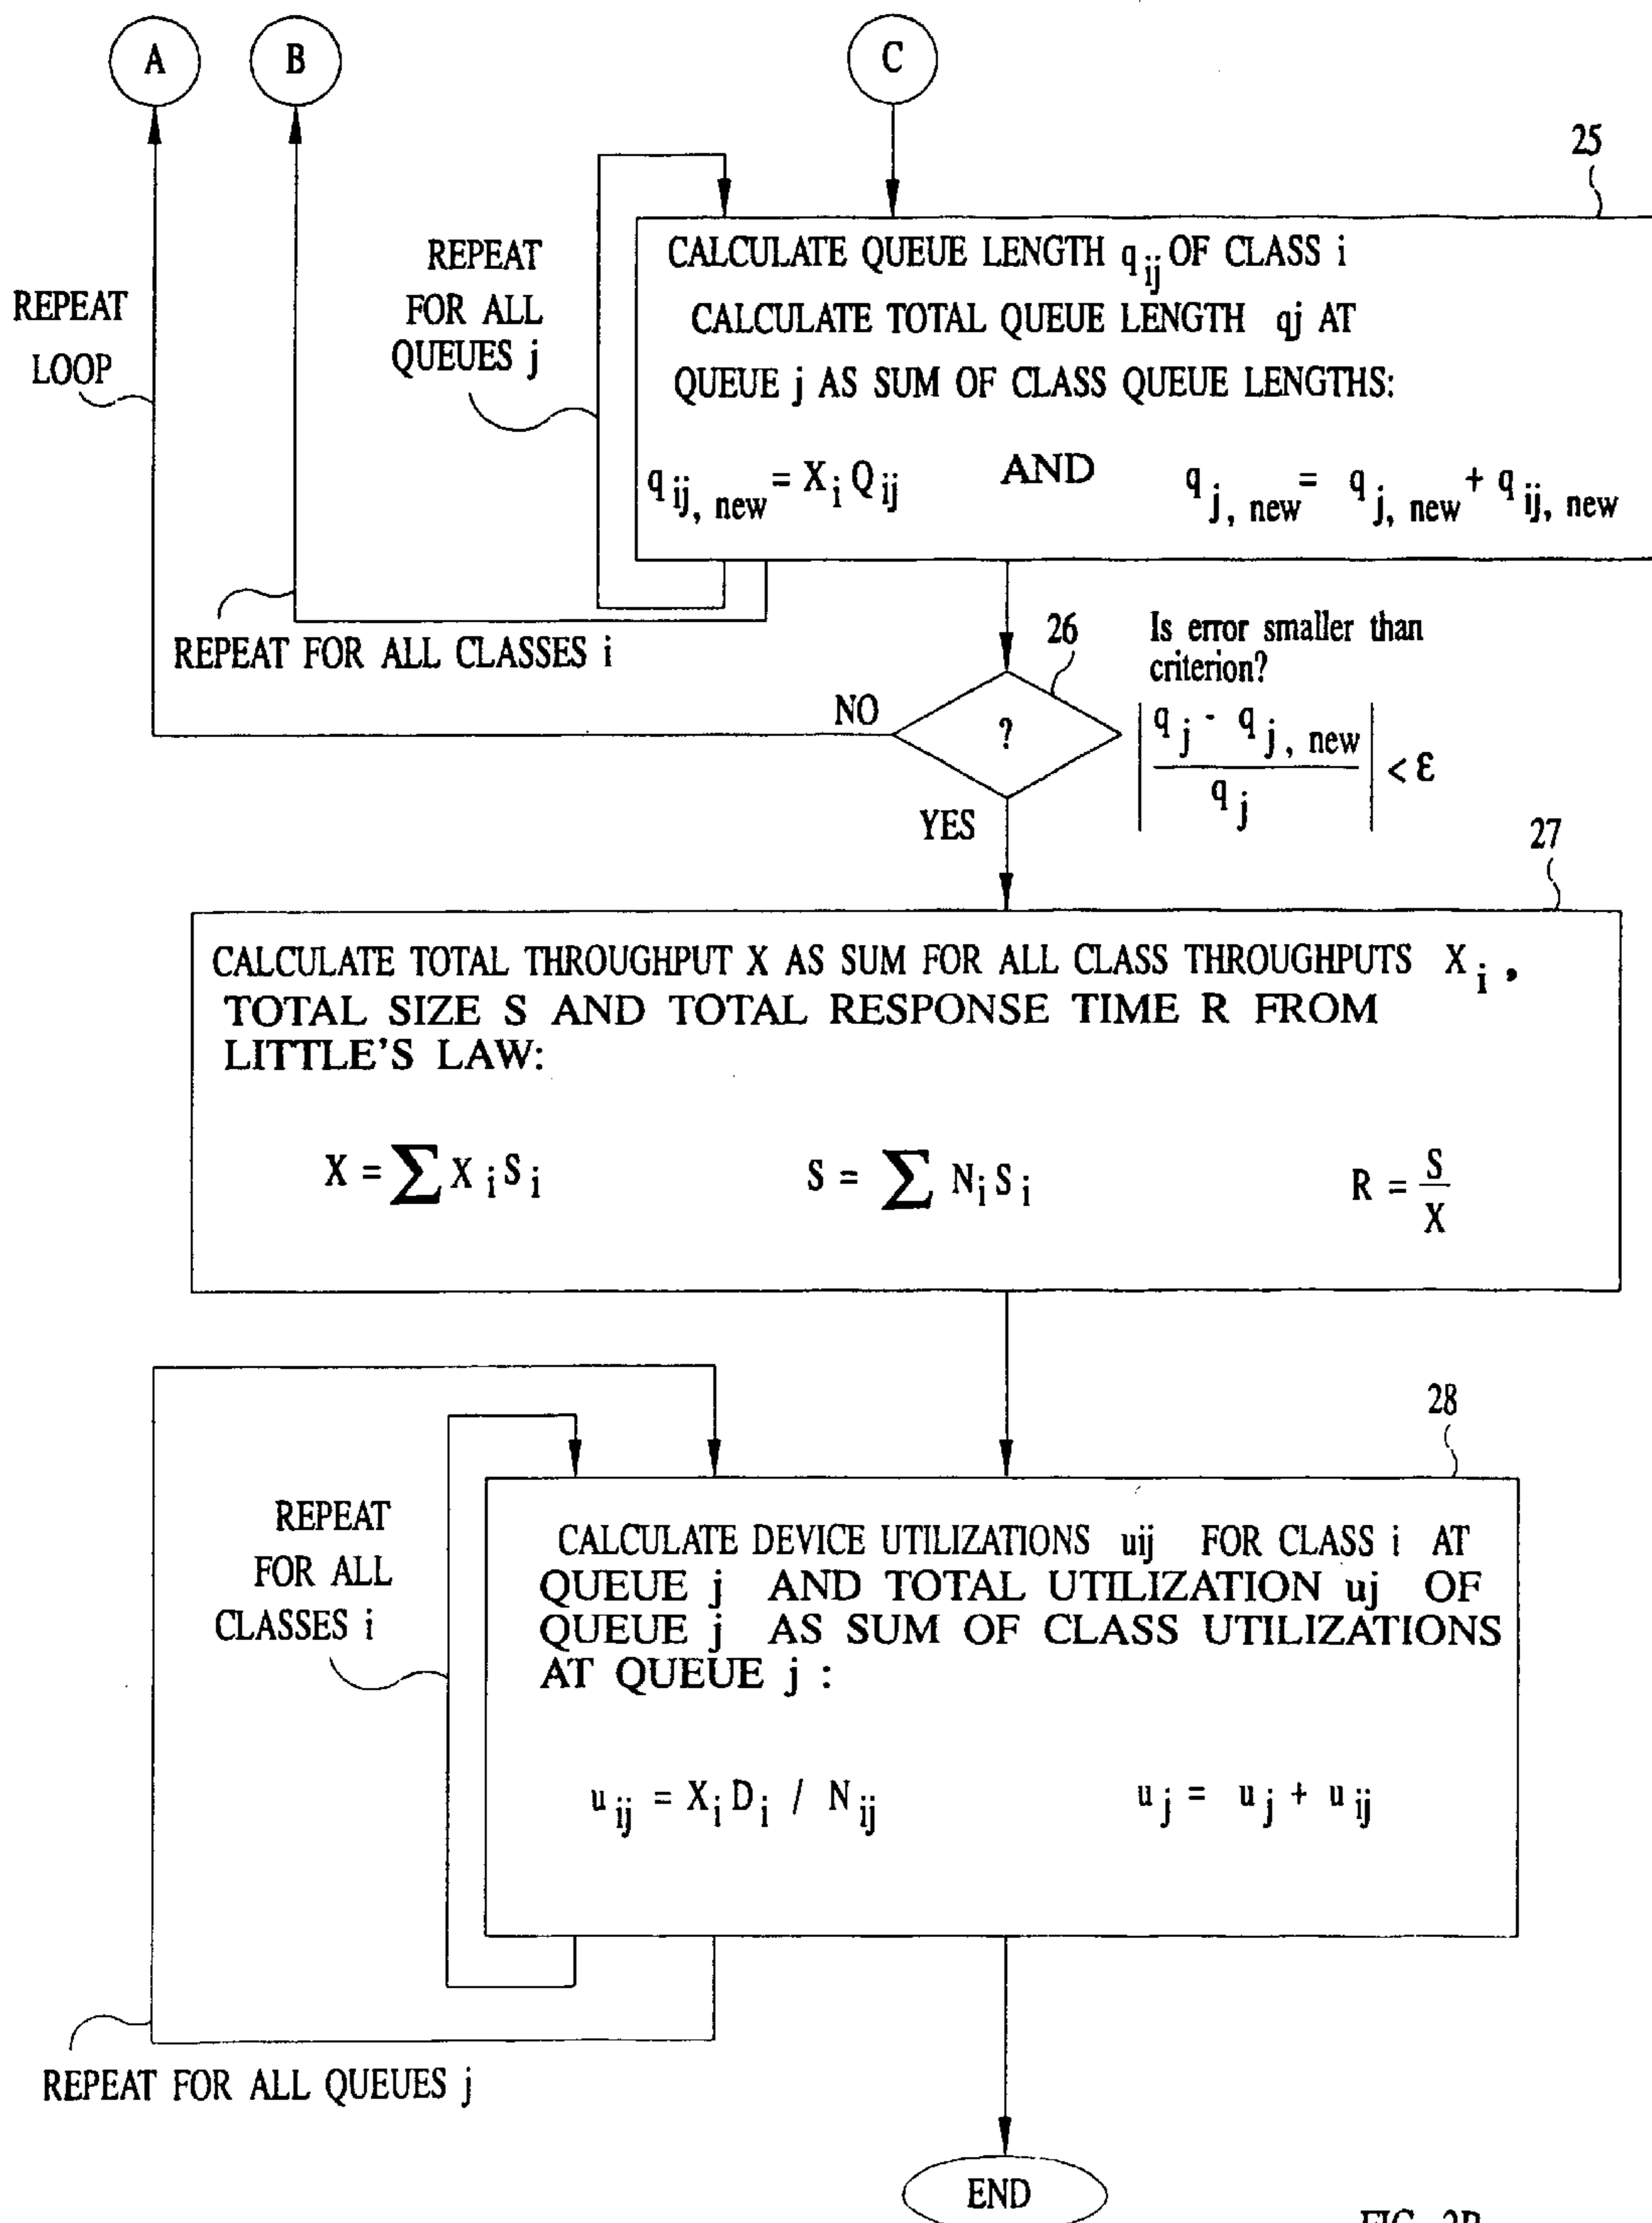 A
B
C
25
REPEAT
FOR ALL
QUEUES j
REPEAT
LOOP
CALCULATE QUEUE LENGTH q ij OF CLASS i
CALCULATE TOTAL QUEUE LENGTH qj AT
QUEUE j AS SUM OF CLASS QUEUE LENGTHS:
q ij, new = X i Q ij AND q j, new = q j, new + q ij, new
REPEAT FOR ALL CLASSES i
26
Is error smaller than
criterion?
NO
?
| q j - q j, new / q j | < ε
YES
27
CALCULATE TOTAL THROUGHPUT X AS SUM FOR ALL CLASS THROUGHPUTS X i ,
TOTAL SIZE S AND TOTAL RESPONSE TIME R FROM
LITTLE'S LAW:
X = ∑ X i S i S = ∑ N i S i R = S / X
28
REPEAT
FOR ALL
CLASSES i
CALCULATE DEVICE UTILIZATIONS uij FOR CLASS i AT
QUEUE j AND TOTAL UTILIZATION uj OF
QUEUE j AS SUM OF CLASS UTILIZATIONS
AT QUEUE j :
u ij = X i D i / N ij u j = u j + u ij
REPEAT FOR ALL QUEUES j
END